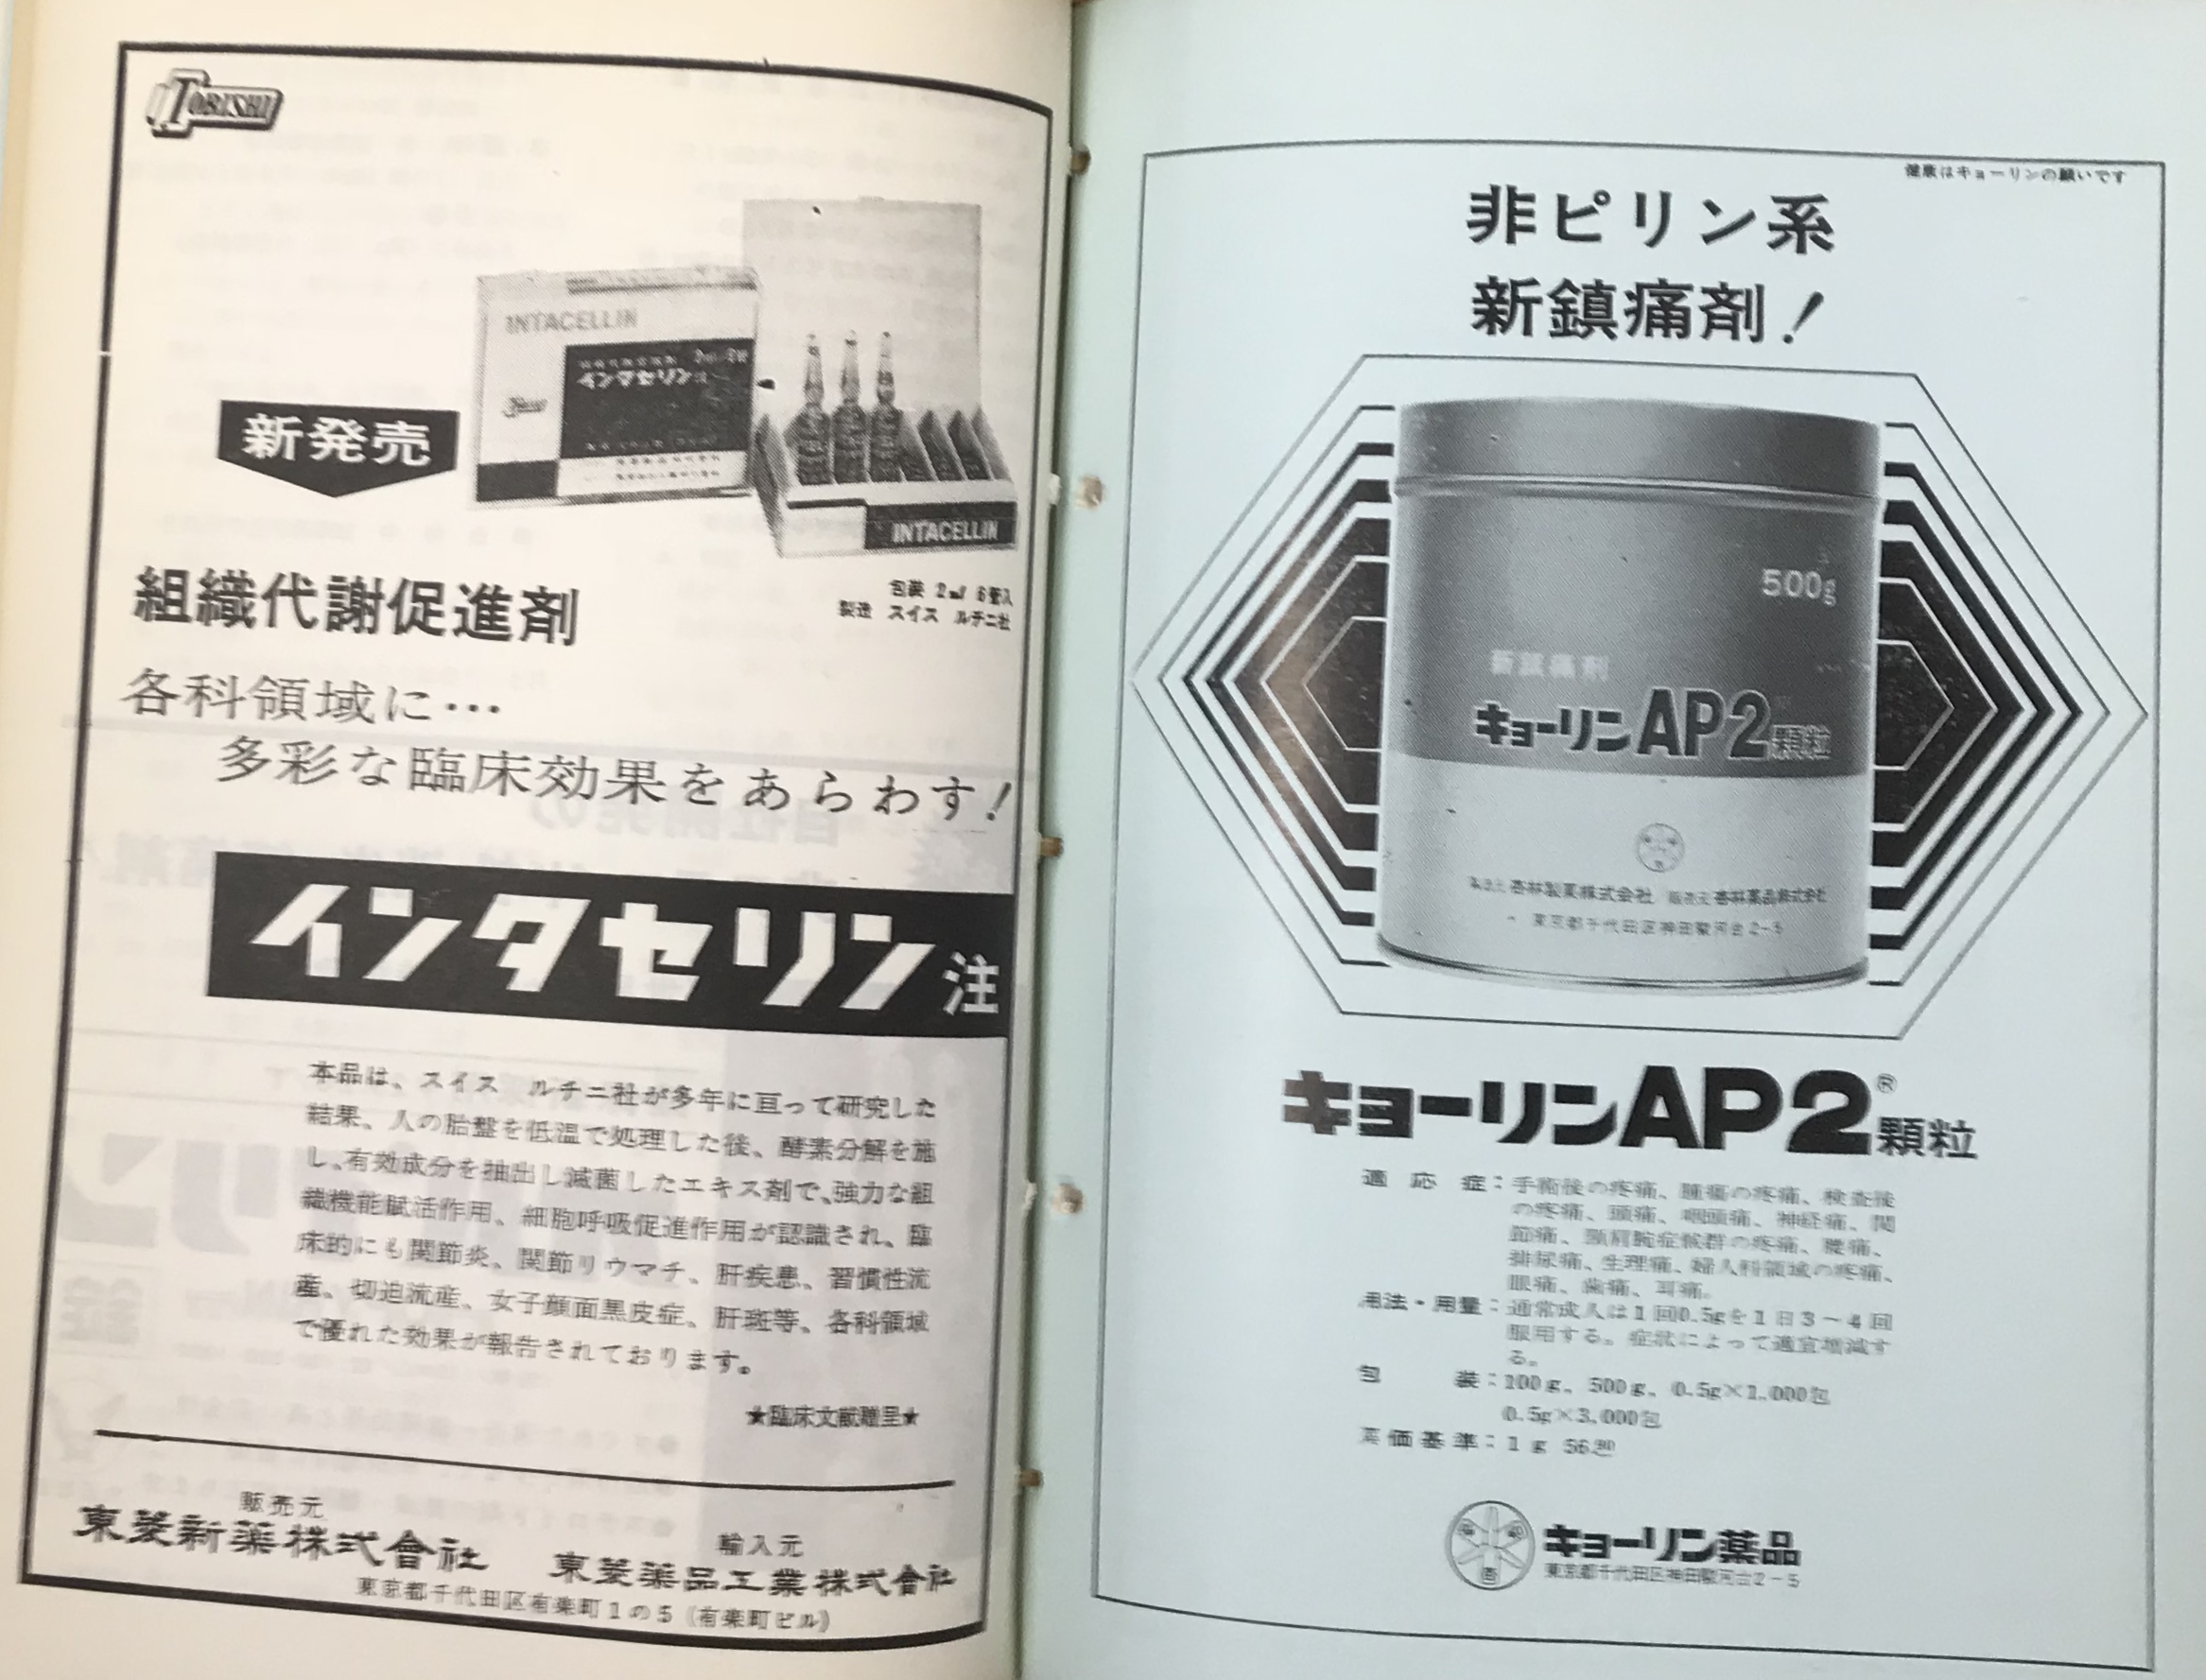 TOBISHI
INTACELLIN
インタセリン注
新発売
INTACELLIN
包装 2ml 6管入
製造 スイス ルチニ社
組織代謝促進剤
各科領域に…
多彩な臨床効果をあらわす!
インタセリン注
本品は、スイス ルチニ社が多年に亘って研究した
結果、人の胎盤を低温で処理した後、酵素分解を施
し、有効成分を抽出し滅菌したエキス剤で、強力な組
織機能賦活作用、細胞呼吸促進作用が認識され、臨
床的にも関節炎、関節リウマチ、肝疾患、習慣性流
産、切迫流産、女子顔面黒皮症、肝斑等、各科領域
で優れた効果が報告されております。
★臨床文献贈呈★
販売元
東菱新薬株式會社
輸入元
東菱薬品工業株式會社
東京都千代田区有楽町1の5(有楽町ビル)
健康はキョーリンの願いです
非ピリン系
新鎮痛剤!
500g
新鎮痛剤
キョーリンAP2顆粒
製造元 杏林製薬株式会社/販売元 杏林薬品株式会社
東京都千代田区神田駿河台2-5
キョーリンAP2®顆粒
適応症:手術後の疼痛、腫瘍の疼痛、検査後
の疼痛、頭痛、咽頭痛、神経痛、関
節痛、頸肩腕症候群の疼痛、腰痛、
排尿痛、生理痛、婦人科領域の疼痛、
眼痛、歯痛、耳痛。
用法・用量:通常成人は1回0.5gを1日3~4回
服用する。症状によって適宜増減す
る。
包装:100g、500g、0.5g×1,000包
0.5g×3,000包
薬価基準:1g 56.90
キョーリン薬品
東京都千代田区神田駿河台2-5